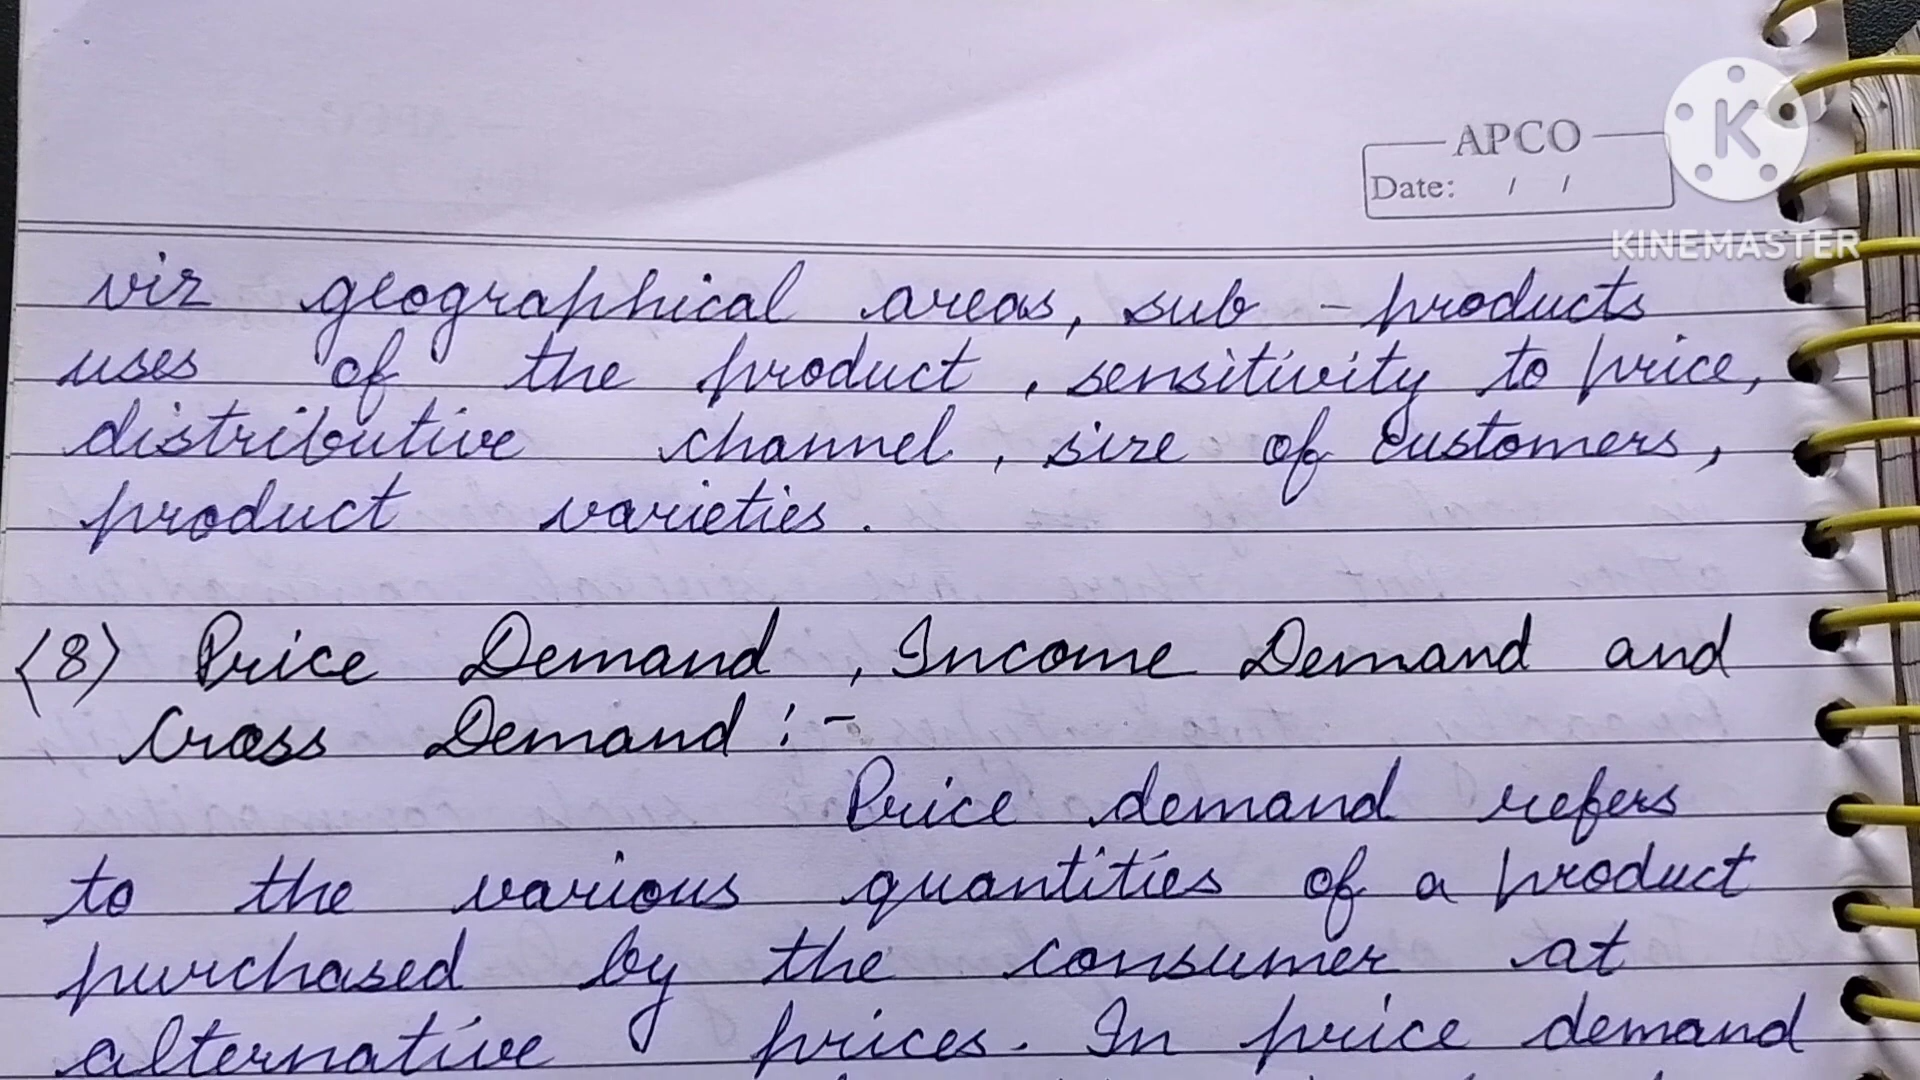 APCO
Date: / /
K
KINEMASTER
viz geographical areas, sub - products
uses of the product, sensitivity to price,
distributive channel, size of customers,
product varieties.
(8) Price Demand, Income Demand and
Cross Demand :-
Price demand refers
to the various quantities of a product
purchased by the consumer at
alternative prices. In price demand